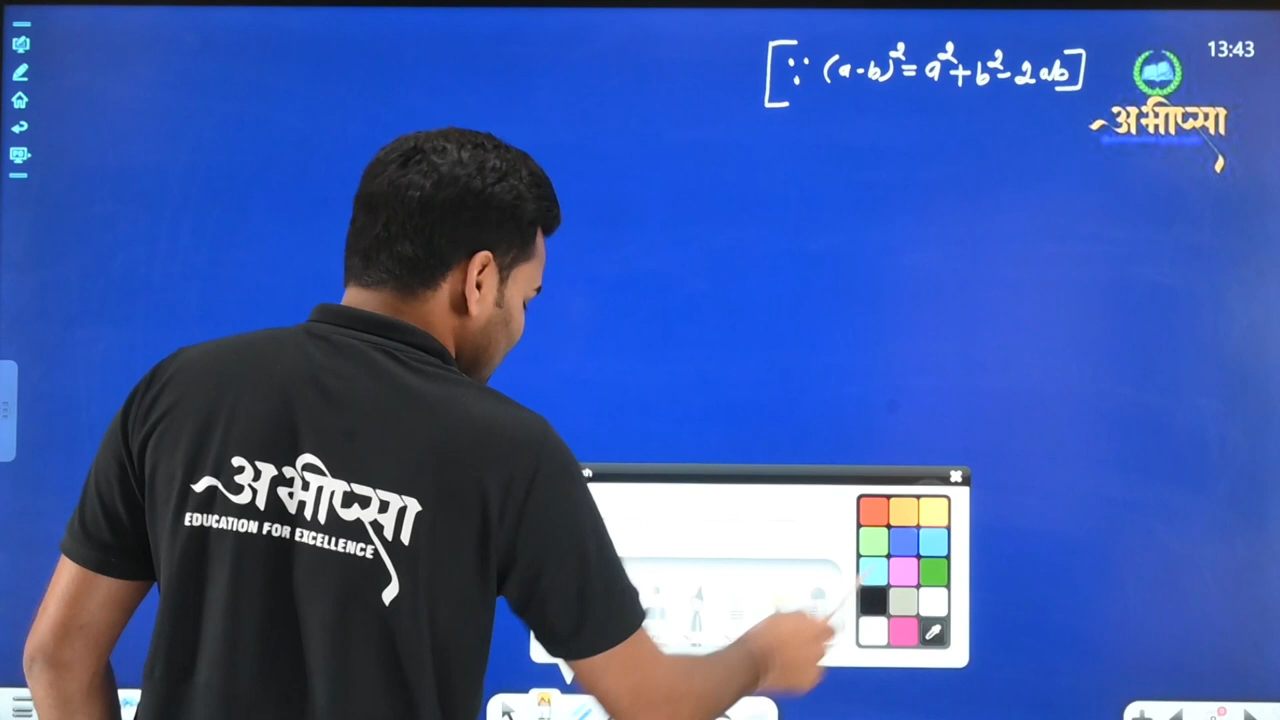 [∵ (a-b)² = a²+b²-2ab]
13:43
अभीप्सा
अभीप्सा
EDUCATION FOR EXCELLENCE